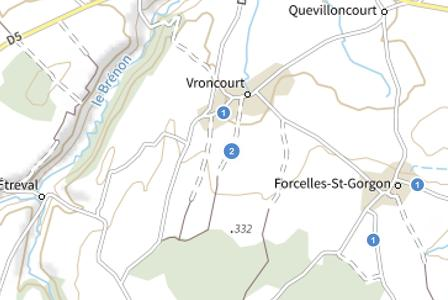 Quevilloncourt
D5
le Brénon
Vroncourt
1
2
Étreval
Forcelles-St-Gorgon
1
.332
1